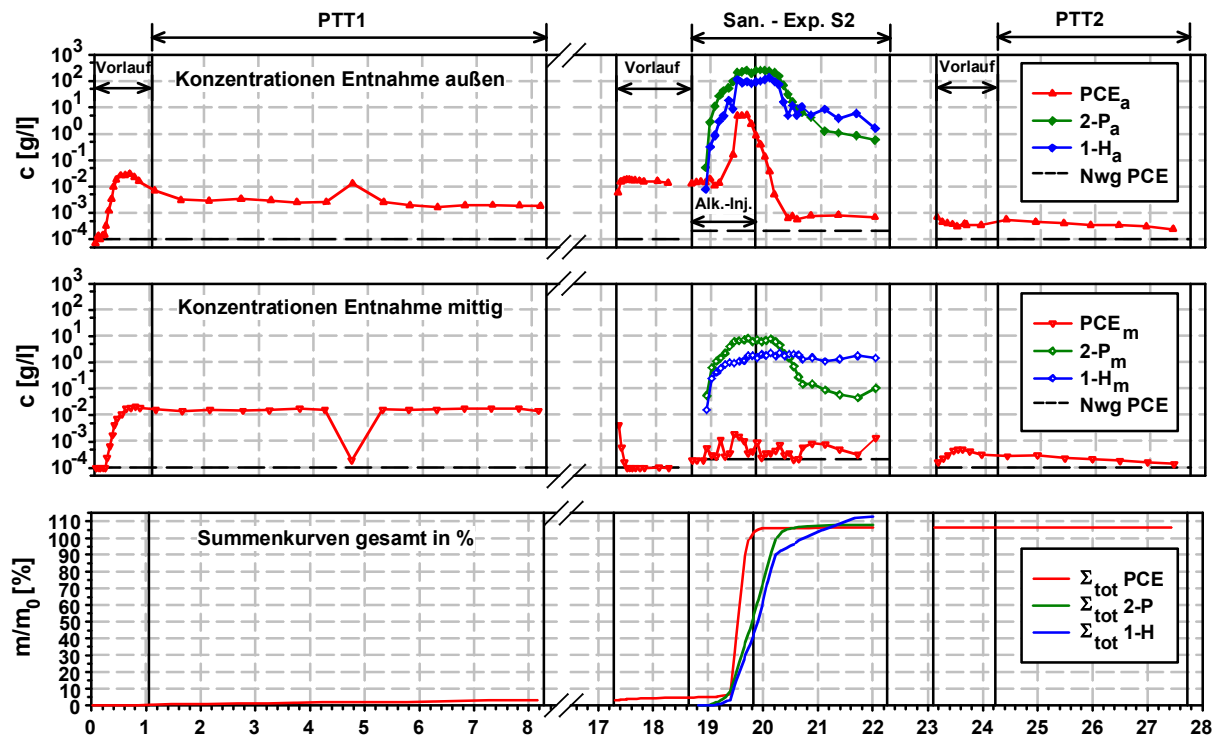 PTT1 San. - Exp. S2 PTT2
10³
10²
10¹
10⁰
10⁻¹
10⁻²
10⁻³
10⁻⁴
c [g/l]
Vorlauf
Konzentrationen Entnahme außen
Vorlauf
Alk.-Inj.
Vorlauf
PCEₐ
2-Pₐ
1-Hₐ
Nwg PCE
10³
10²
10¹
10⁰
10⁻¹
10⁻²
10⁻³
10⁻⁴
c [g/l]
Konzentrationen Entnahme mittig
PCEₘ
2-Pₘ
1-Hₘ
Nwg PCE
110
100
90
80
70
60
50
40
30
20
10
0
m/m₀ [%]
Summenkurven gesamt in %
Σtot PCE
Σtot 2-P
Σtot 1-H
0 1 2 3 4 5 6 7 8 17 18 19 20 21 22 23 24 25 26 27 28